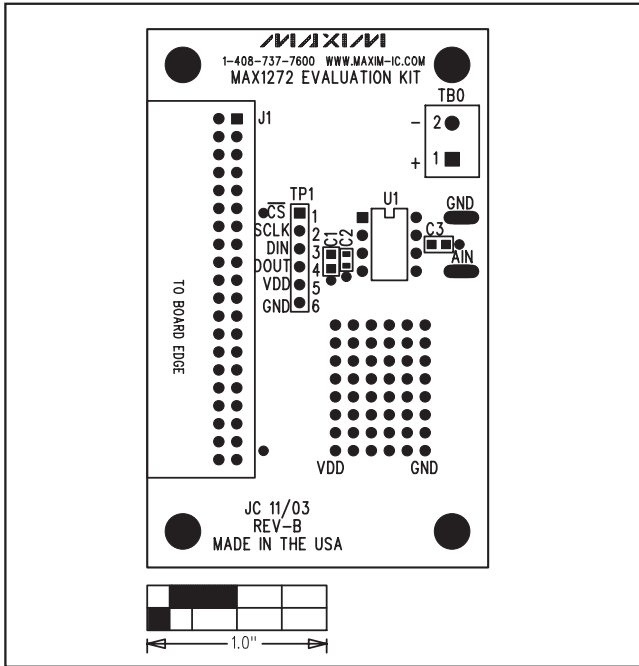 MAXIM
1-408-737-7600 WWW.MAXIM-IC.COM
MAX1272 EVALUATION KIT
TB0
J1
- 2
+ 1
TP1
U1
GND
CS 1
SCLK 2
DIN 3
DOUT 4
VDD 5
GND 6
C1
C2
C3
AIN
TO BOARD EDGE
VDD GND
JC 11/03
REV-B
MADE IN THE USA
1.0"